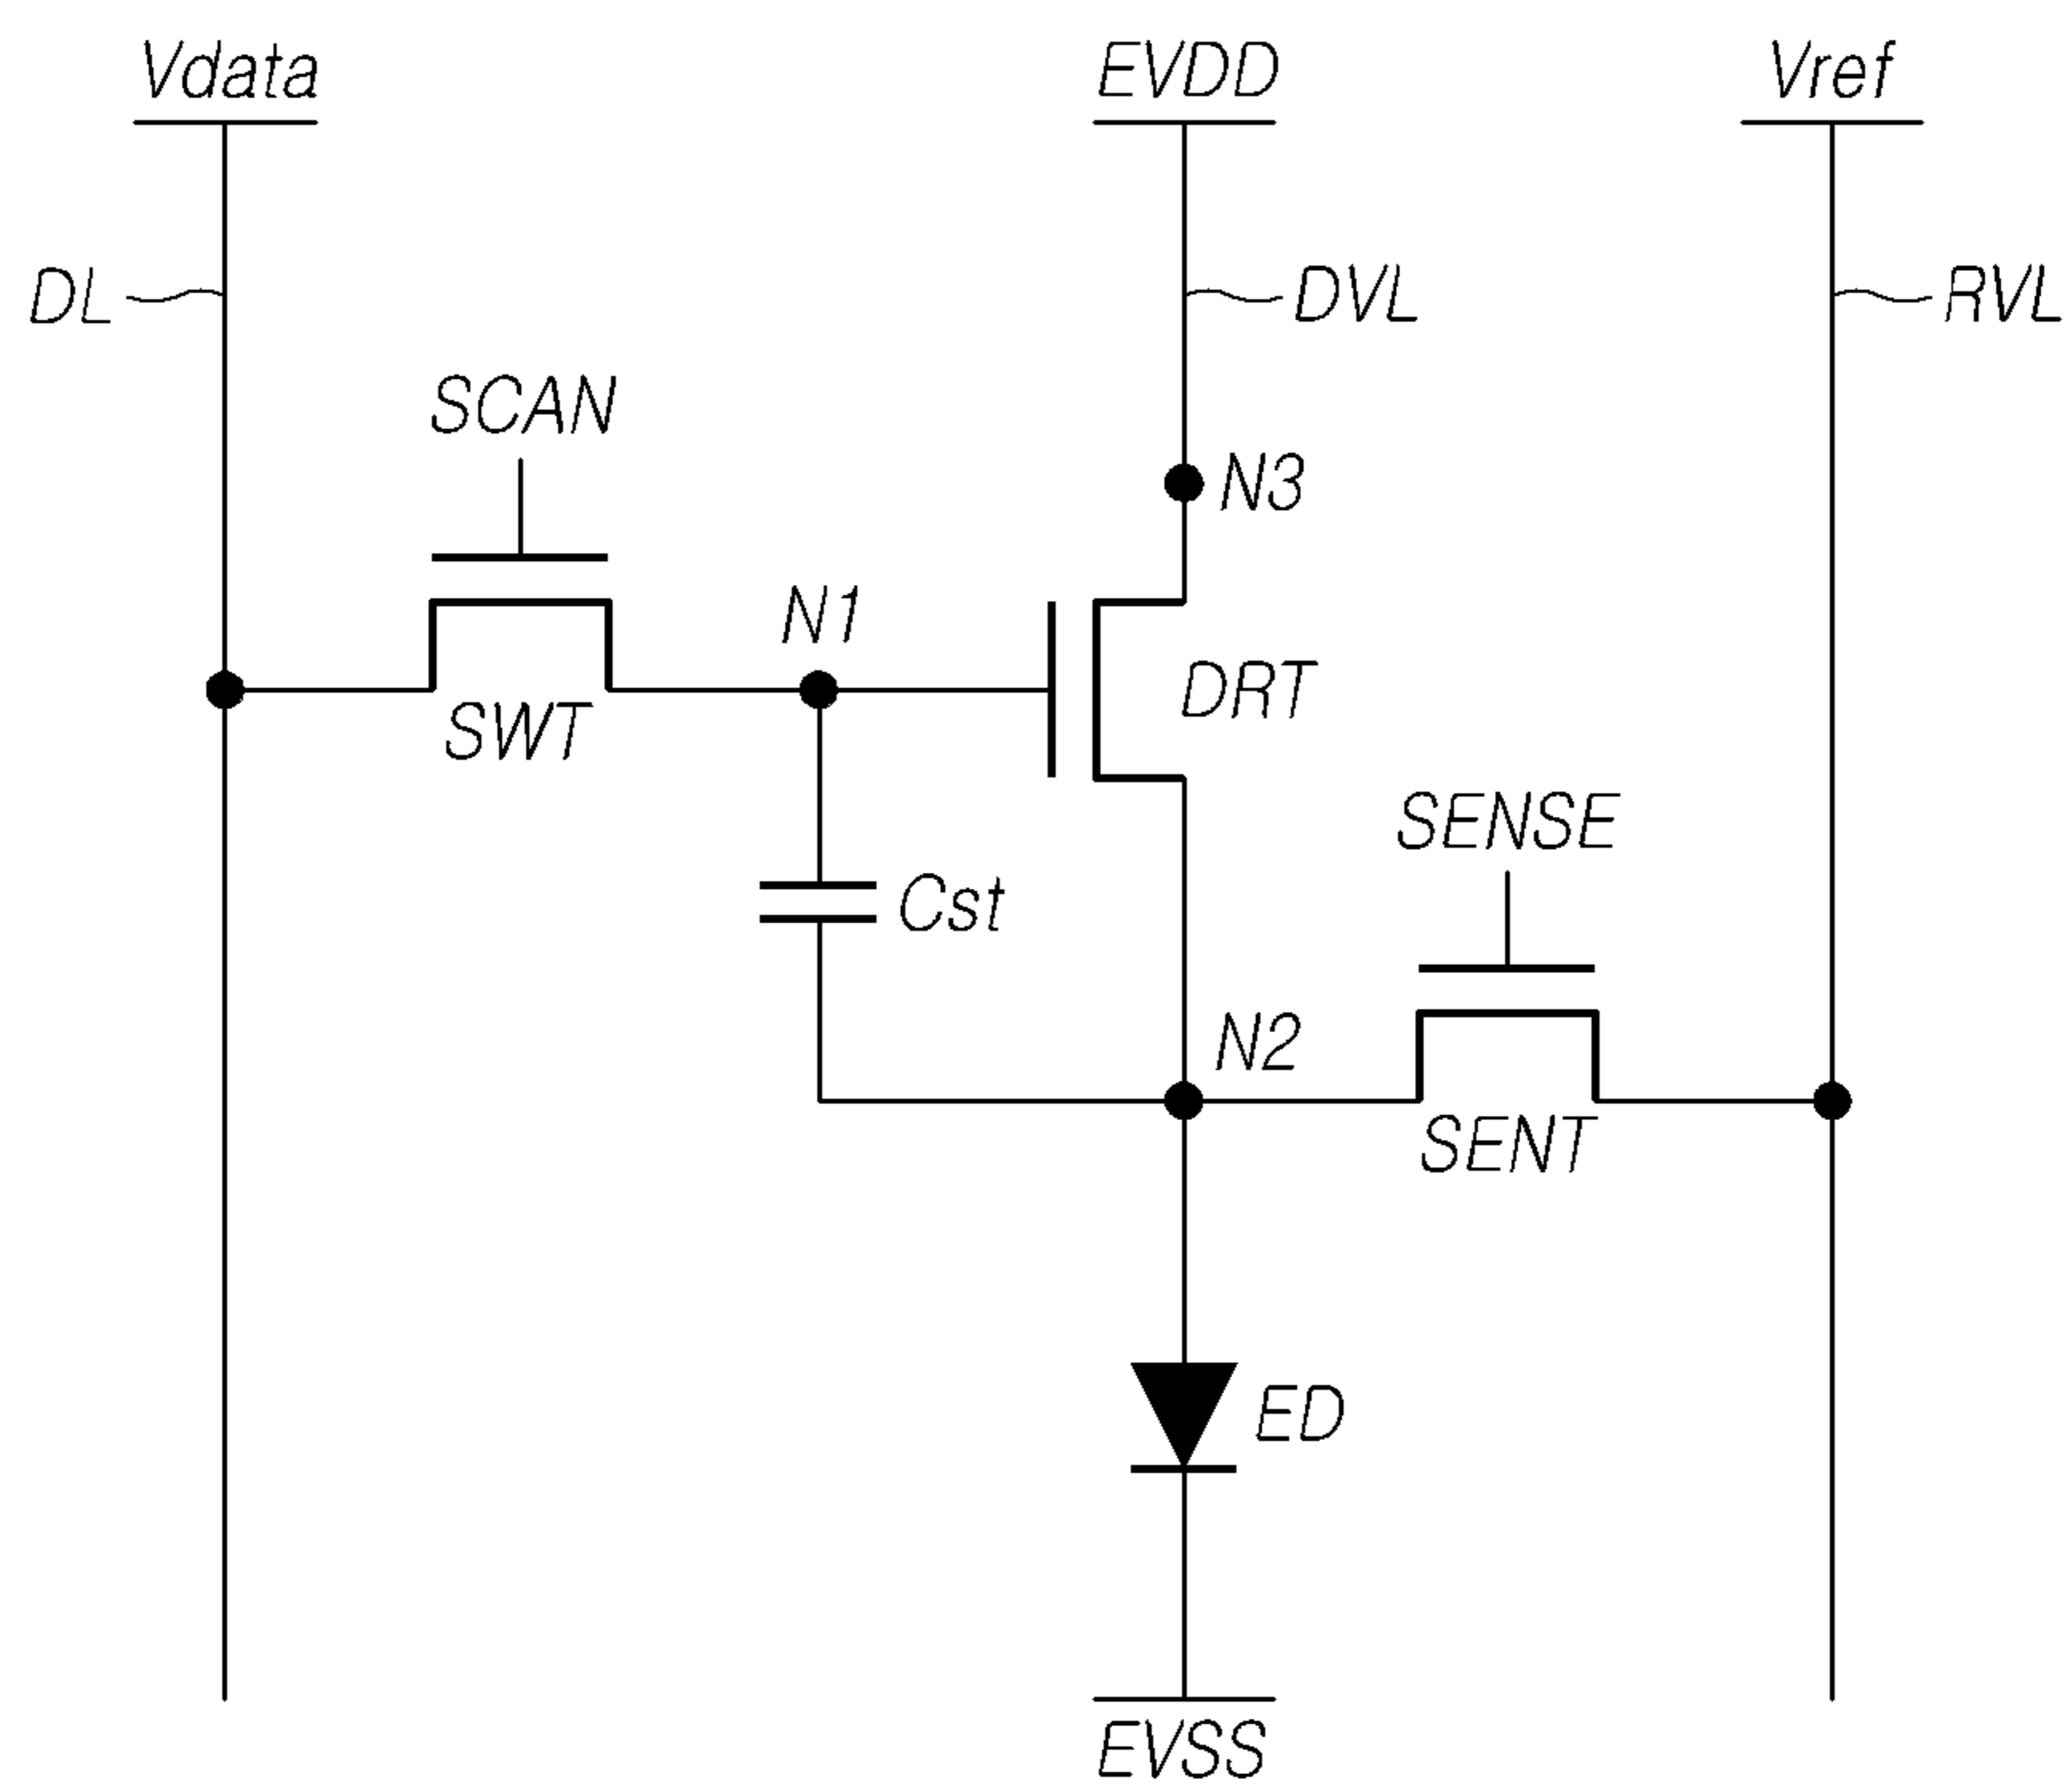 Vdata
EVDD
Vref
DL
DVL
RVL
SCAN
N3
N1
DRT
SWT
SENSE
Cst
N2
SENT
ED
EVSS